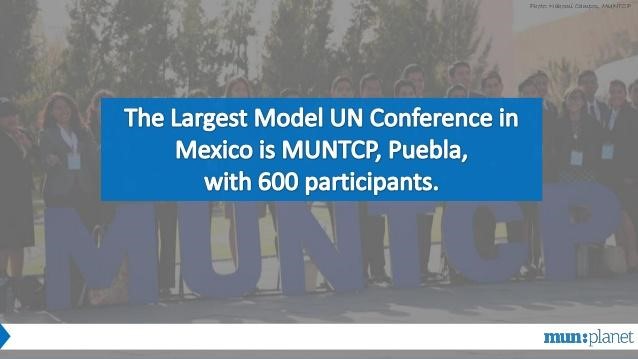 The Largest Model UN Conference in
Mexico is MUNTCP, Puebla,
with 600 participants.
MUNTCP
mun:planet